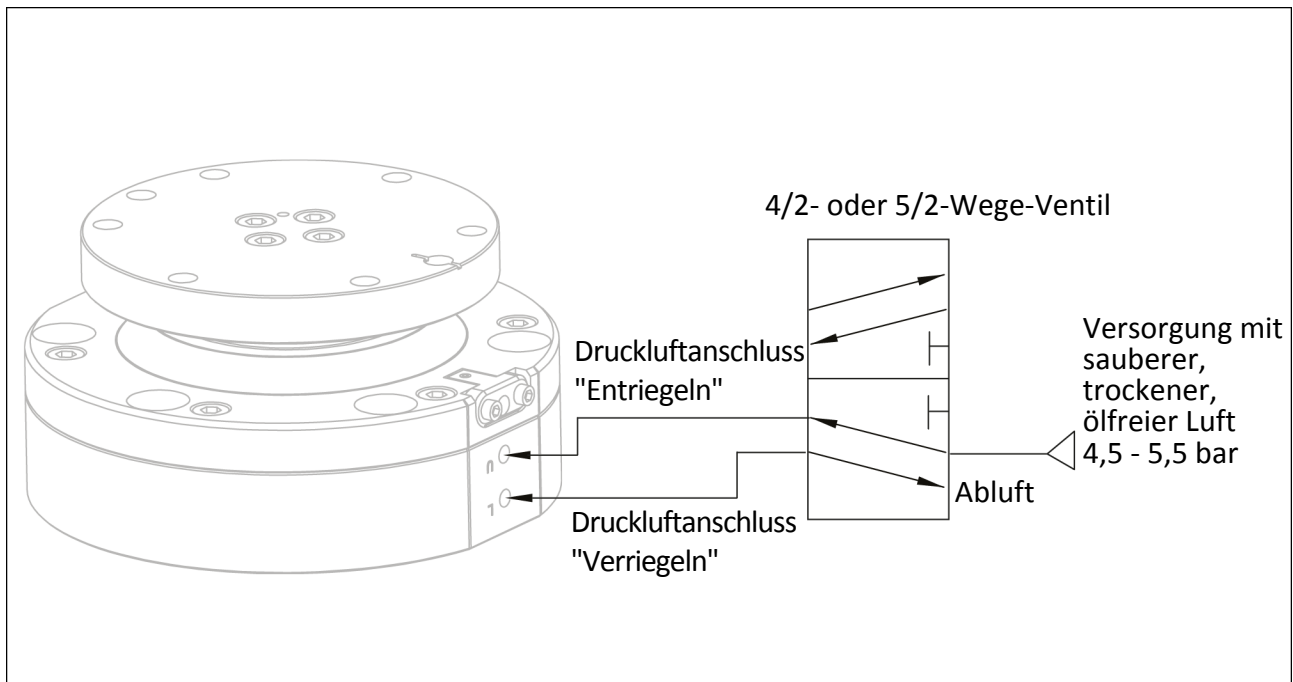 4/2- oder 5/2-Wege-Ventil
Druckluftanschluss
"Entriegeln"
Versorgung mit
sauberer,
trockener,
ölfreier Luft
4,5 - 5,5 bar
U
Abluft
L
Druckluftanschluss
"Verriegeln"